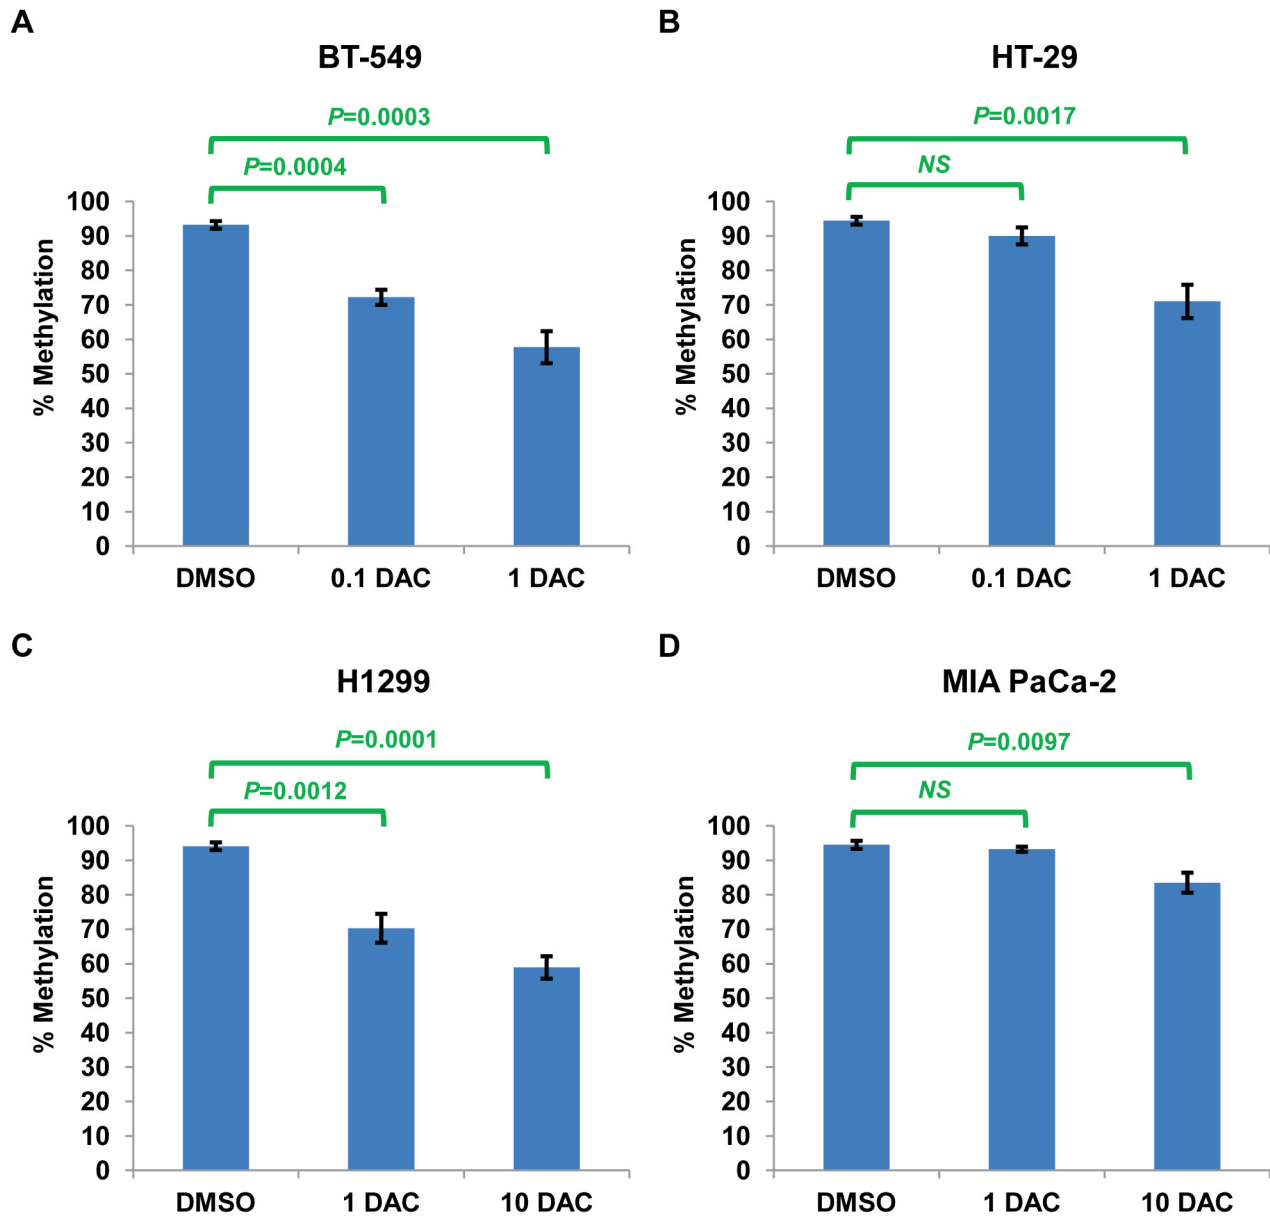 A
BT-549
P=0.0003
P=0.0004
% Methylation
100
90
80
70
60
50
40
30
20
10
0
DMSO
0.1 DAC
1 DAC
B
HT-29
P=0.0017
NS
% Methylation
100
90
80
70
60
50
40
30
20
10
0
DMSO
0.1 DAC
1 DAC
C
H1299
P=0.0001
P=0.0012
% Methylation
100
90
80
70
60
50
40
30
20
10
0
DMSO
1 DAC
10 DAC
D
MIA PaCa-2
P=0.0097
NS
% Methylation
100
90
80
70
60
50
40
30
20
10
0
DMSO
1 DAC
10 DAC